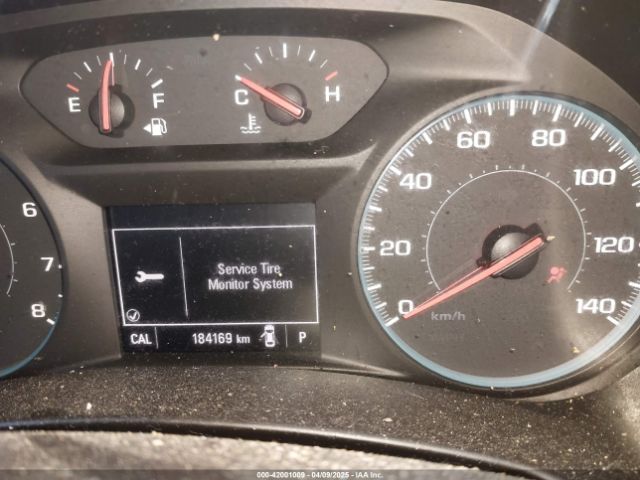 E F
C H
6
7
8
0 20 40 60 80 100 120 140
km/h
Service Tire
Monitor System
CAL 184169 km P
000-42001009 - 04/09/2025 - IAA Inc.